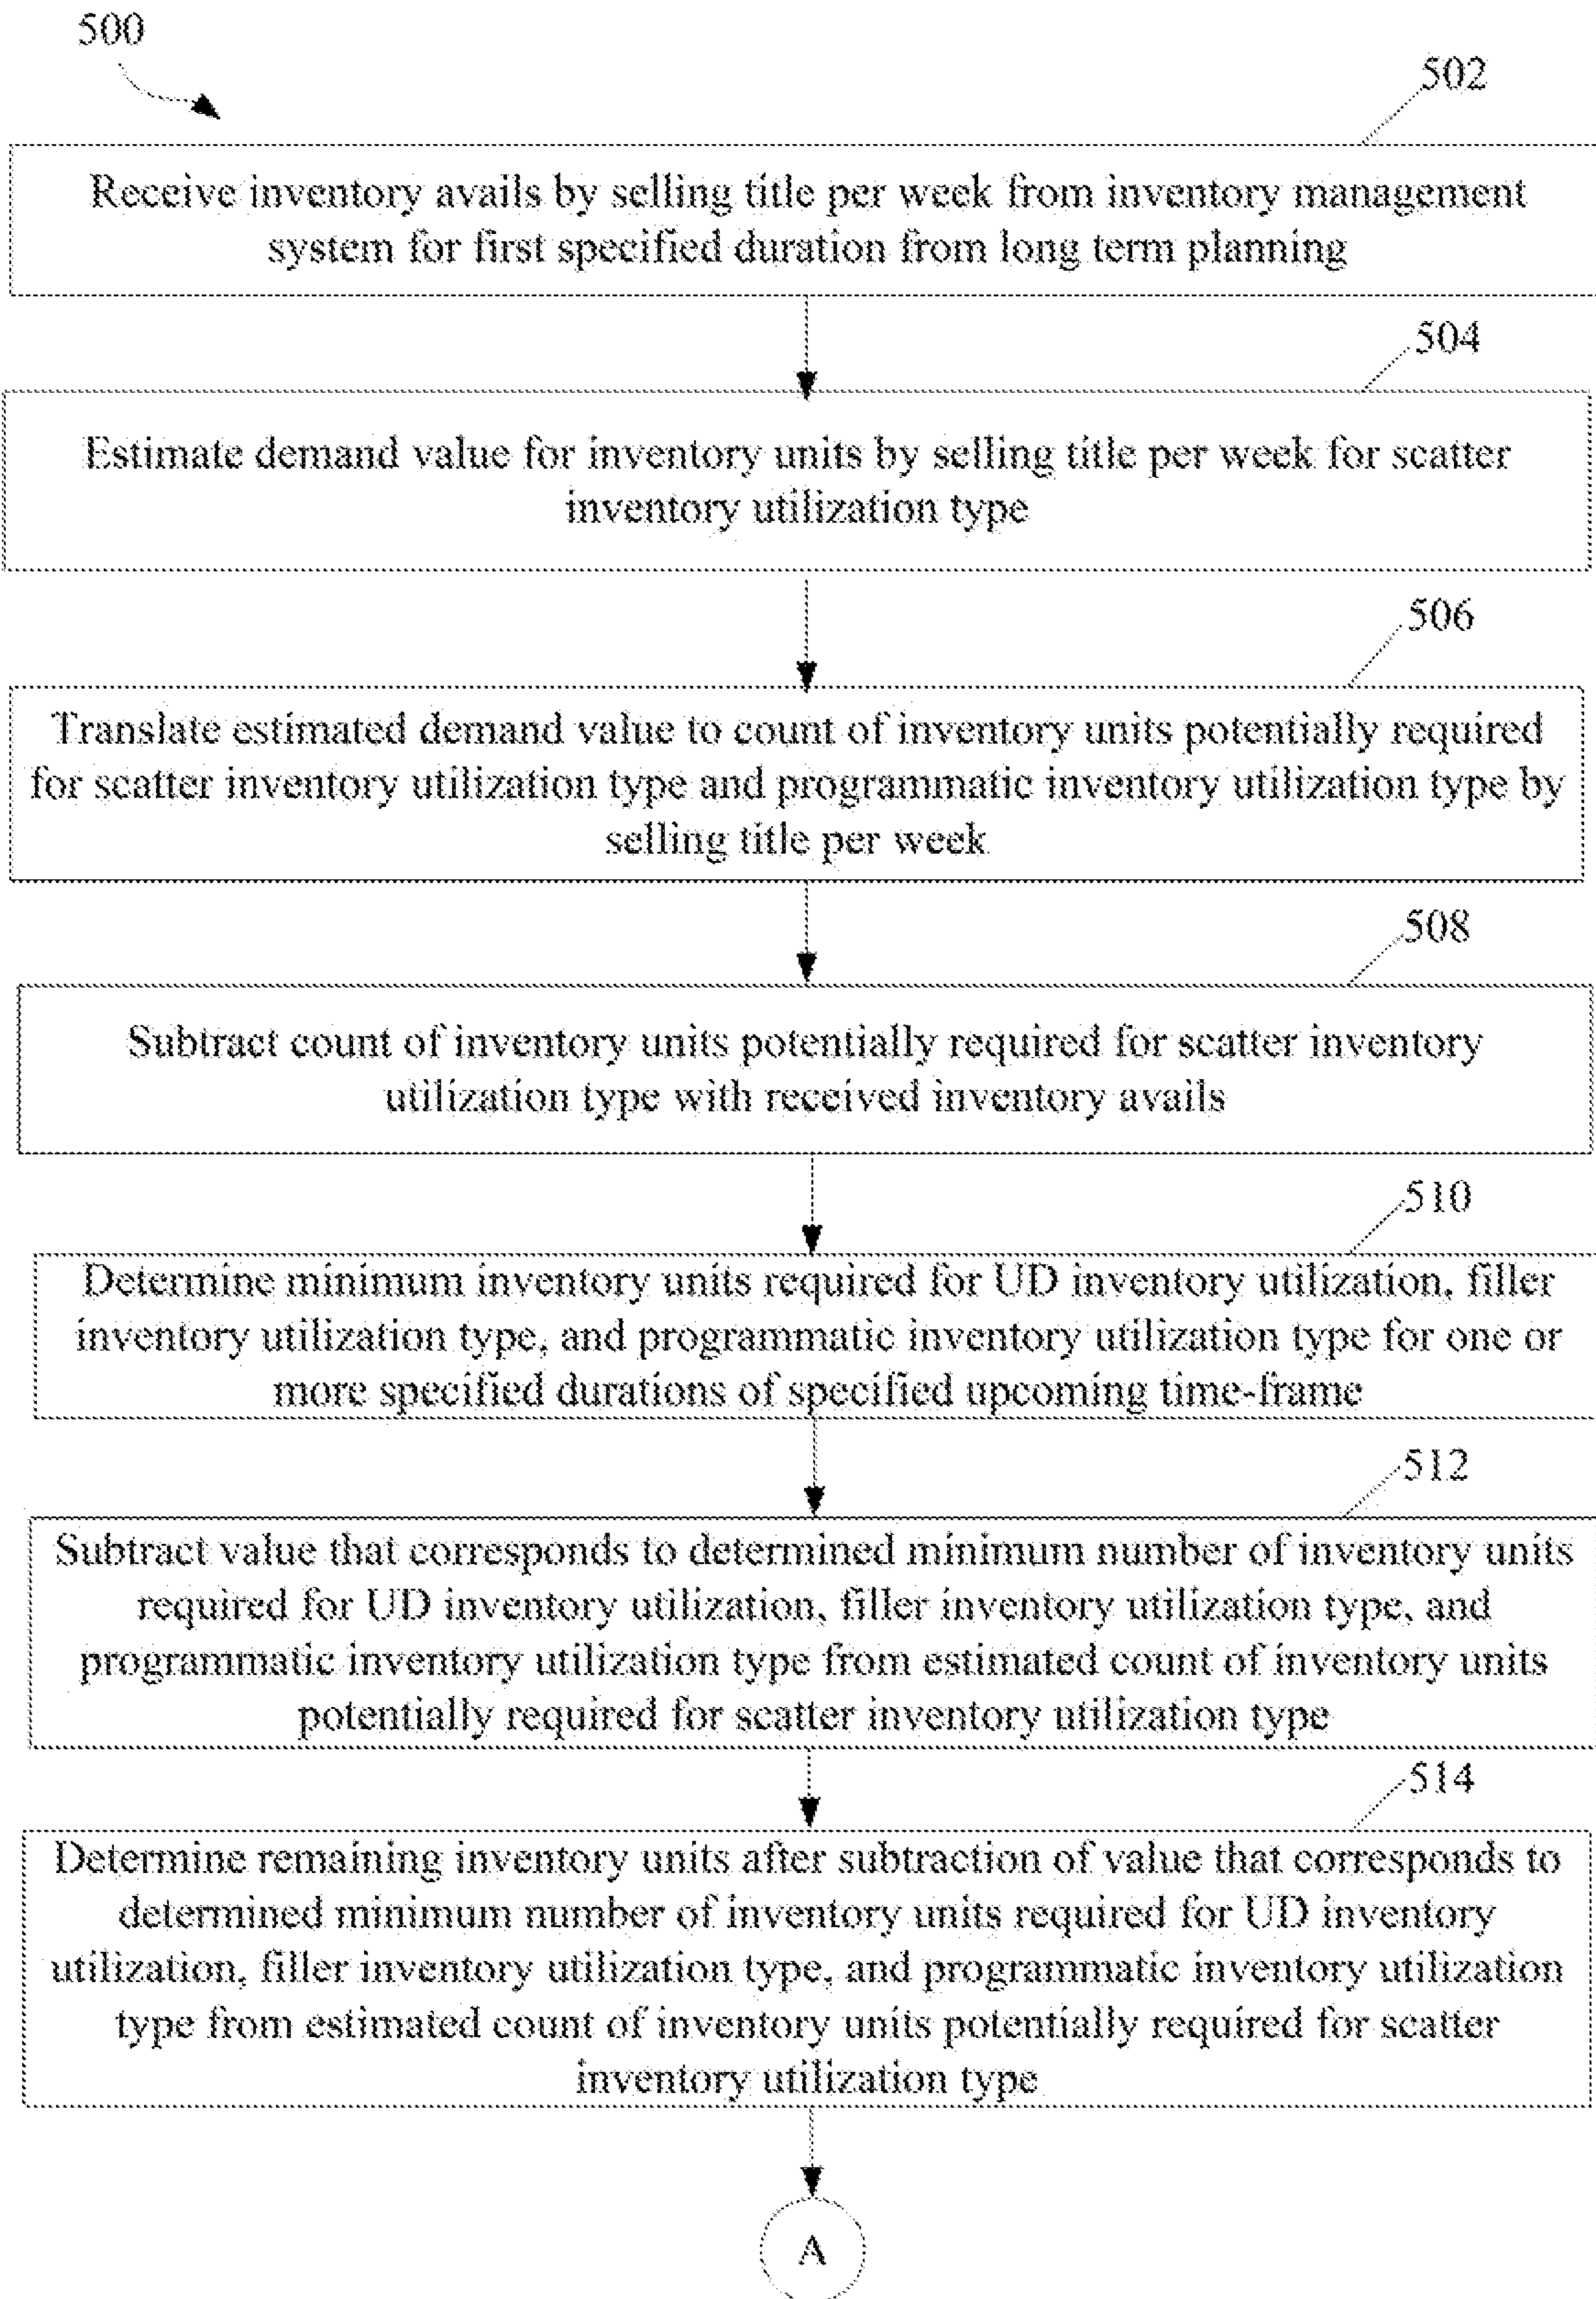 500
502
Receive inventory avails by selling title per week from inventory management
system for first specified duration from long term planning
504
Estimate demand value for inventory units by selling title per week for scatter
inventory utilization type
506
Translate estimated demand value to count of inventory units potentially required
for scatter inventory utilization type and programmatic inventory utilization type by
selling title per week
508
Subtract count of inventory units potentially required for scatter inventory
utilization type with received inventory avails
510
Determine minimum inventory units required for UD inventory utilization, filler
inventory utilization type, and programmatic inventory utilization type for one or
more specified durations of specified upcoming time-frame
512
Subtract value that corresponds to determined minimum number of inventory units
required for UD inventory utilization, filler inventory utilization type, and
programmatic inventory utilization type from estimated count of inventory units
potentially required for scatter inventory utilization type
514
Determine remaining inventory units after subtraction of value that corresponds to
determined minimum number of inventory units required for UD inventory
utilization, filler inventory utilization type, and programmatic inventory utilization
type from estimated count of inventory units potentially required for scatter
inventory utilization type
A